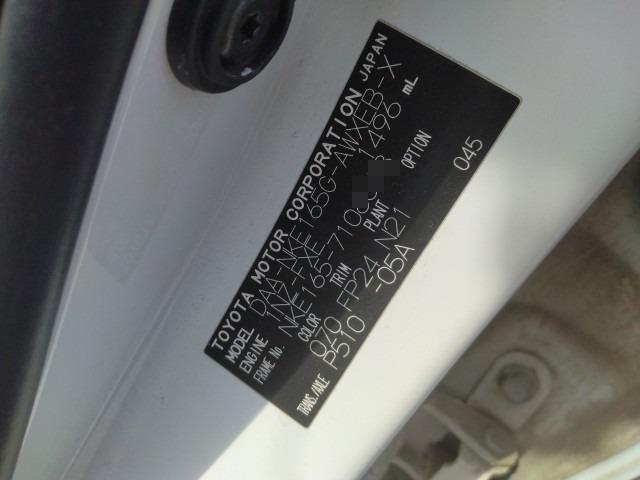 TOYOTA MOTOR CORPORATION JAPAN
MODEL DAA-NKE165G-AWXEB-X
ENGINE 1NZ-FXE 1496 mL
FRAME No. NKE165-710
COLOR TRIM PLANT OPTION
070 FP24 N21
TRANS./AXLE P510 -05A
045